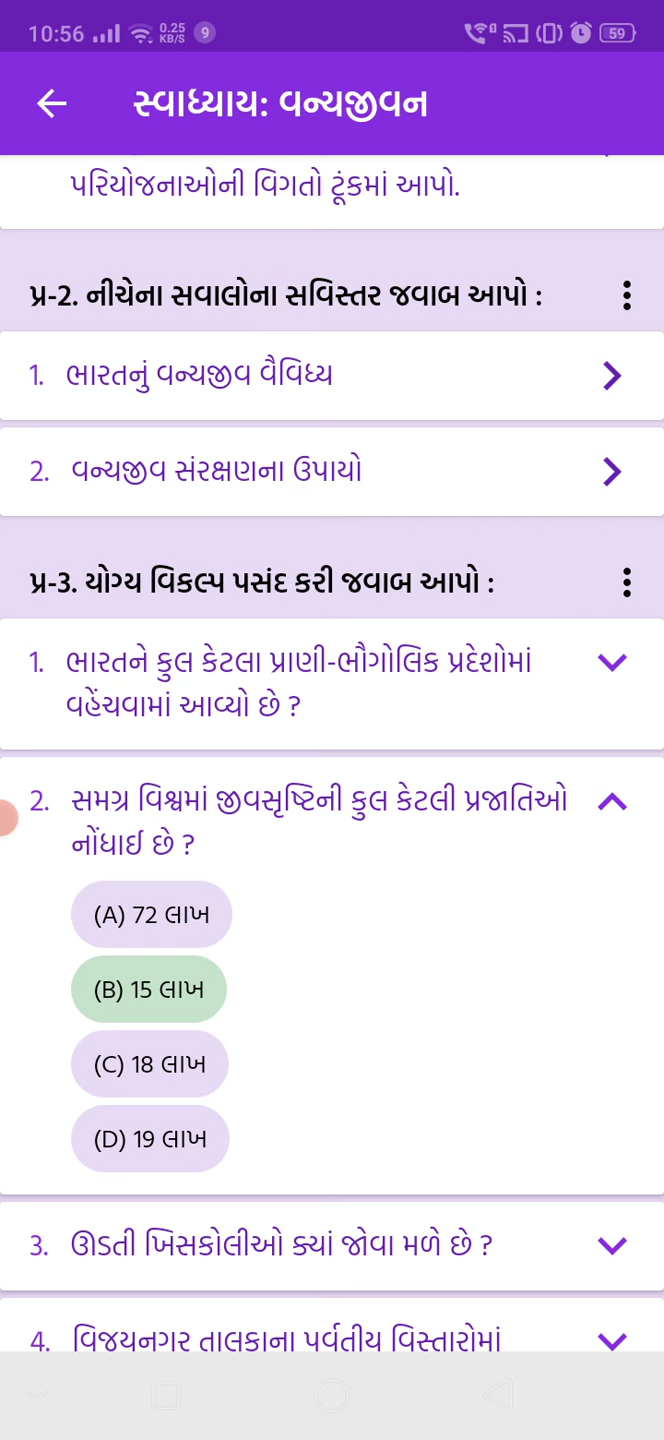 10:56 0.25 KB/S 9 59
સ્વાધ્યાય: વન્યજીવન
પરિયોજનાઓની વિગતો ટૂંકમાં આપો.
પ્ર-2. નીચેના સવાલોના સવિસ્તર જવાબ આપો :
1. ભારતનું વન્યજીવ વૈવિધ્ય
2. વન્યજીવ સંરક્ષણના ઉપાયો
પ્ર-3. યોગ્ય વિકલ્પ પસંદ કરી જવાબ આપો :
1. ભારતને કુલ કેટલા પ્રાણી-ભૌગોલિક પ્રદેશોમાં
વહેંચવામાં આવ્યો છે ?
2. સમગ્ર વિશ્વમાં જીવસૃષ્ટિની કુલ કેટલી પ્રજાતિઓ
નોંધાઈ છે ?
(A) 72 લાખ
(B) 15 લાખ
(C) 18 લાખ
(D) 19 લાખ
3. ઊડતી ખિસકોલીઓ ક્યાં જોવા મળે છે ?
4. વિજયનગર તાલુકાના પર્વતીય વિસ્તારોમાં